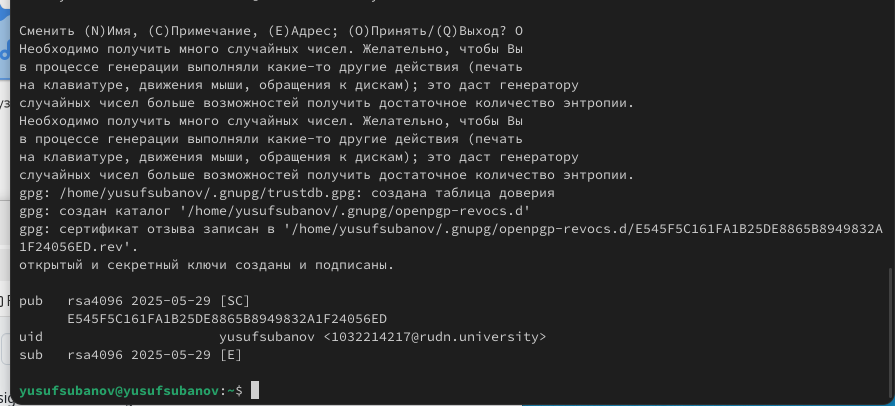 Сменить (N)Имя, (C)Примечание, (E)Адрес; (O)Принять/(Q)Выход? O
Необходимо получить много случайных чисел. Желательно, чтобы Вы
в процессе генерации выполняли какие-то другие действия (печать
на клавиатуре, движения мыши, обращения к дискам); это даст генератору
случайных чисел больше возможностей получить достаточное количество энтропии.
Необходимо получить много случайных чисел. Желательно, чтобы Вы
в процессе генерации выполняли какие-то другие действия (печать
на клавиатуре, движения мыши, обращения к дискам); это даст генератору
случайных чисел больше возможностей получить достаточное количество энтропии.
gpg: /home/yusufsubanov/.gnupg/trustdb.gpg: создана таблица доверия
gpg: создан каталог '/home/yusufsubanov/.gnupg/openpgp-revocs.d'
gpg: сертификат отзыва записан в '/home/yusufsubanov/.gnupg/openpgp-revocs.d/E545F5C161FA1B25DE8865B8949832A
1F24056ED.rev'.
открытый и секретный ключи созданы и подписаны.
pub   rsa4096 2025-05-29 [SC]
      E545F5C161FA1B25DE8865B8949832A1F24056ED
uid                      yusufsubanov <1032214217@rudn.university>
sub   rsa4096 2025-05-29 [E]
yusufsubanov@yusufsubanov:~$